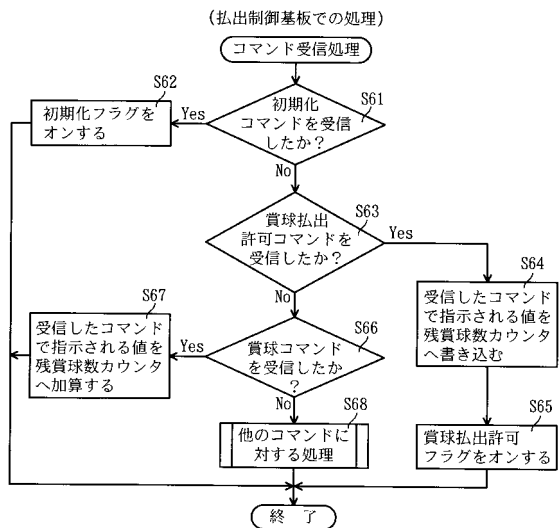 (払出制御基板での処理)
コマンド受信処理
S62
初期化フラグを
オンする
Yes
S61
初期化
コマンドを受信
したか？
No
S63
賞球払出
許可コマンドを
受信したか？
Yes
No
S64
受信したコマンド
で指示される値を
残賞球数カウンタ
へ書き込む
S67
受信したコマンド
で指示される値を
残賞球数カウンタ
へ加算する
Yes
S66
賞球コマンド
を受信したか
？
No
S68
他のコマンドに
対する処理
S65
賞球払出許可
フラグをオンする
終 了